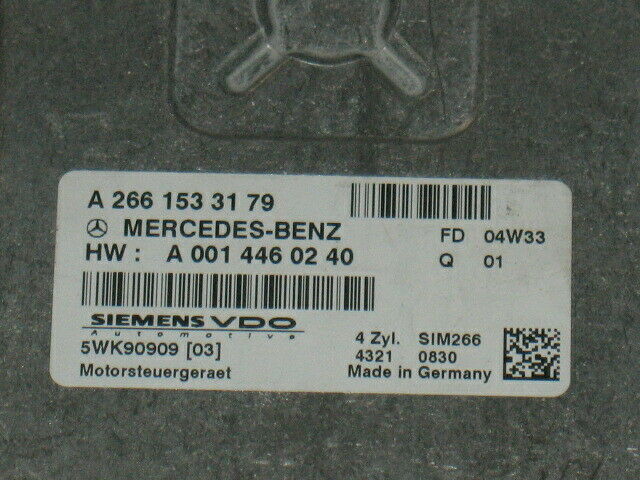 A 266 153 31 79
MERCEDES-BENZ
HW : A 001 446 02 40
FD 04W33
Q 01
SIEMENS VDO
Automotive
5WK90909 [03]
Motorsteuergeraet
4 Zyl. SIM266
4321 0830
Made in Germany